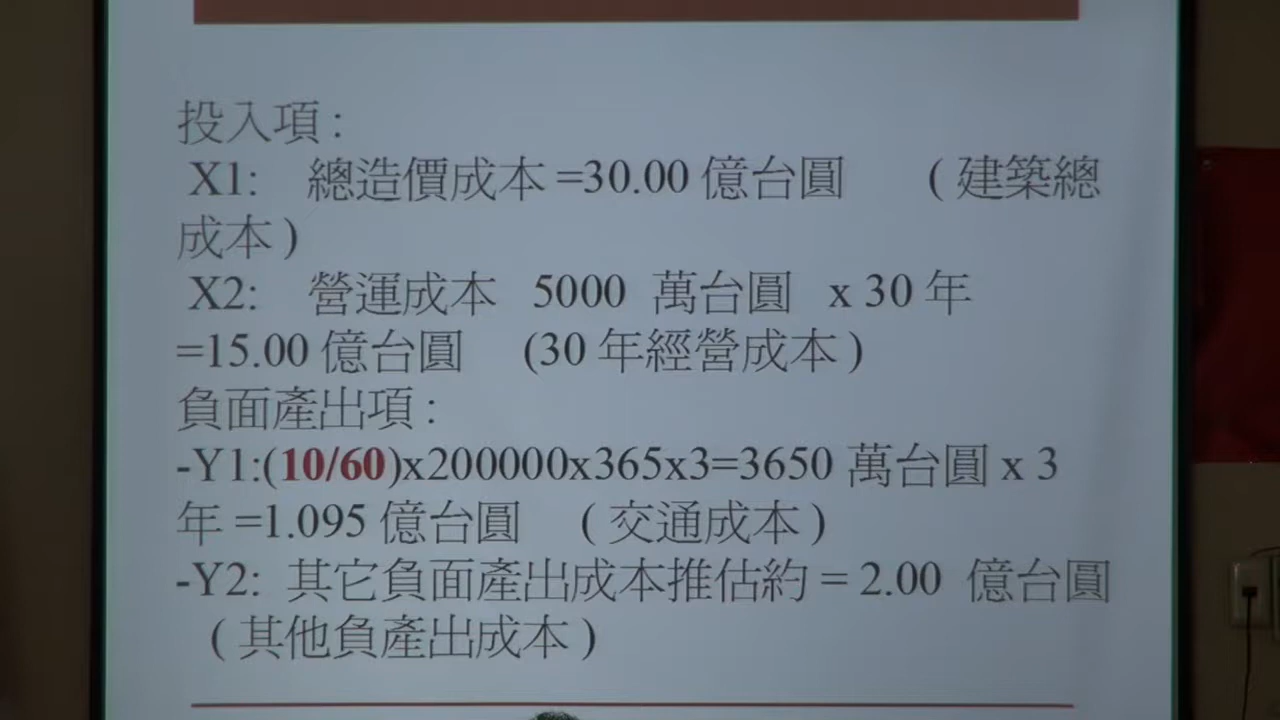 投入項 :
X1: 總造價成本 =30.00 億台圓 ( 建築總
成本 )
X2: 營運成本 5000 萬台圓 x 30 年
=15.00 億台圓 (30 年經營成本 )
負面產出項 :
-Y1:(10/60)x200000x365x3=3650 萬台圓 x 3
年 =1.095 億台圓 ( 交通成本 )
-Y2: 其它負面產出成本推估約 = 2.00 億台圓
( 其他負產出成本 )